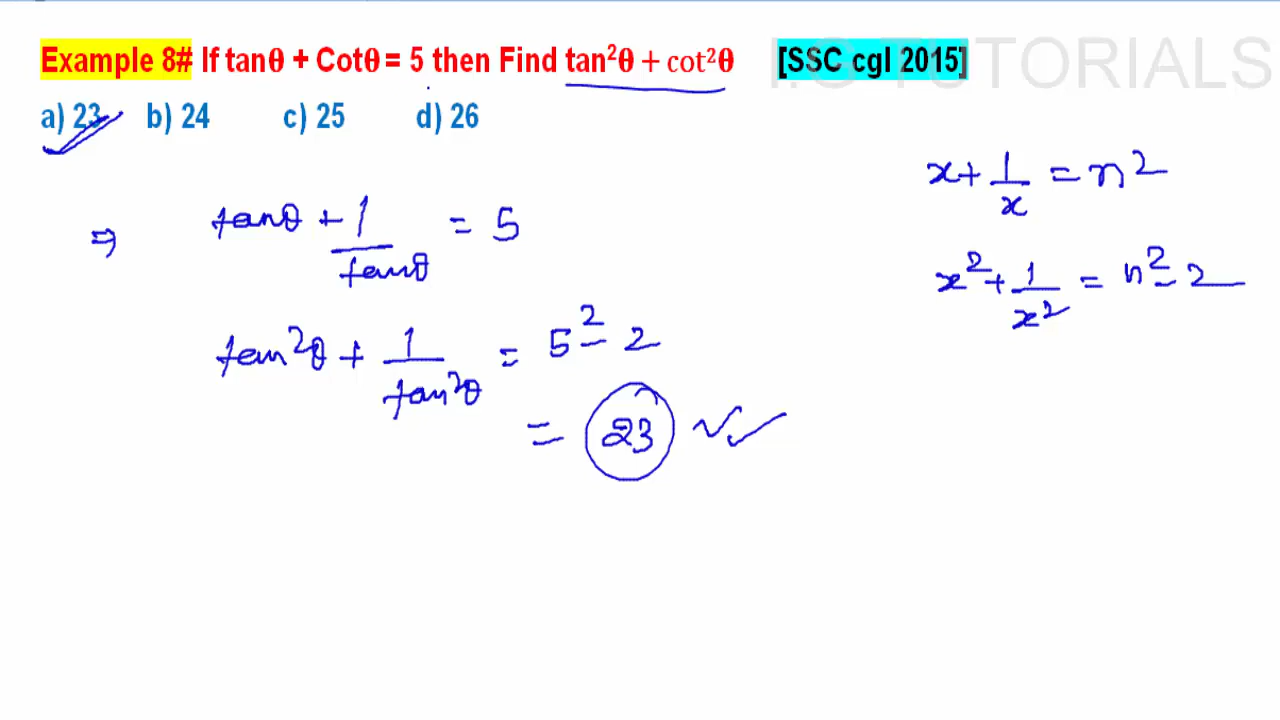 Example 8# If tanθ + Cotθ = 5 then Find tan²θ + cot²θ [SSC cgl 2015]
I.G TUTORIALS
a) 23 b) 24 c) 25 d) 26
x + 1/x = n²
⇒ tanθ + 1/tanθ = 5
x² + 1/x² = n² - 2
tan²θ + 1/tan²θ = 5² - 2
= 23